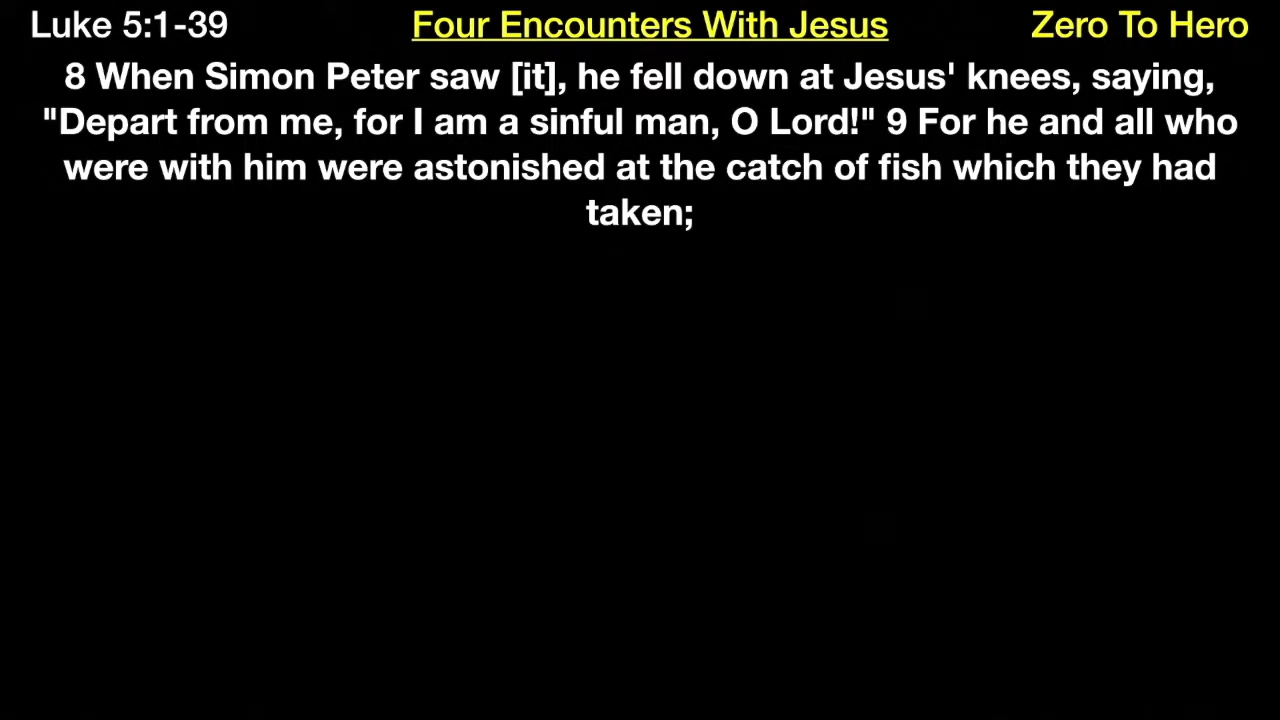 Luke 5:1-39 Four Encounters With Jesus Zero To Hero
8 When Simon Peter saw [it], he fell down at Jesus' knees, saying,
"Depart from me, for I am a sinful man, O Lord!" 9 For he and all who
were with him were astonished at the catch of fish which they had
taken;